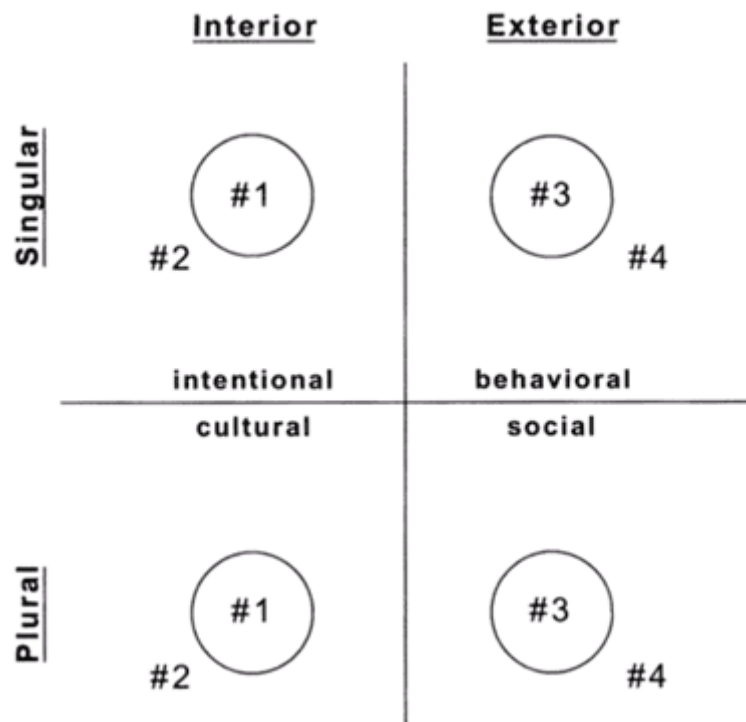 Interior
Exterior
Singular
#1
#2
#3
#4
intentional
behavioral
cultural
social
Plural
#1
#2
#3
#4